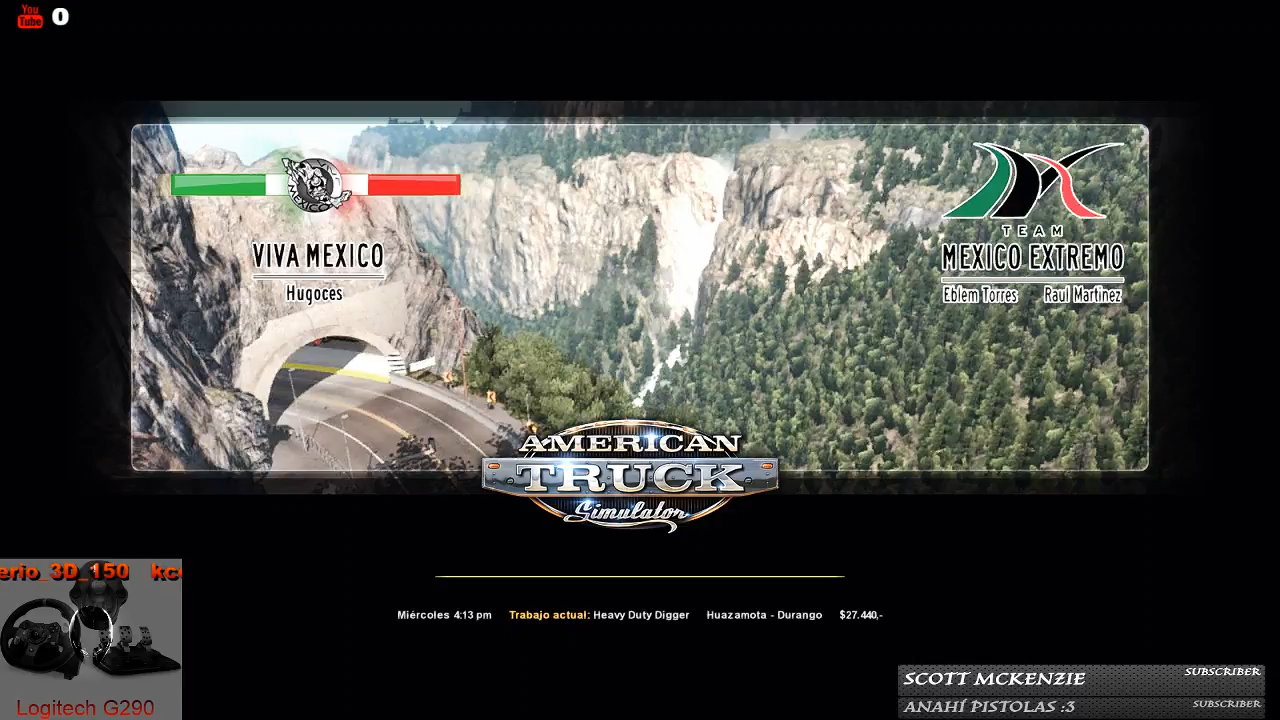 You
Tube 0
MEXICO
VIVA MEXICO
Hugoces
TEAM
MEXICO EXTREMO
Eblem Torres Raul Martinez
AMERICAN
TRUCK
Simulator
erio_3D_150
Miércoles 4:13 pm Trabajo actual: Heavy Duty Digger Huazamota - Durango $27.440,-
SCOTT MCKENZIE SUBSCRIBER
ANAHÍ PISTOLAS :3 SUBSCRIBER
Logitech G290